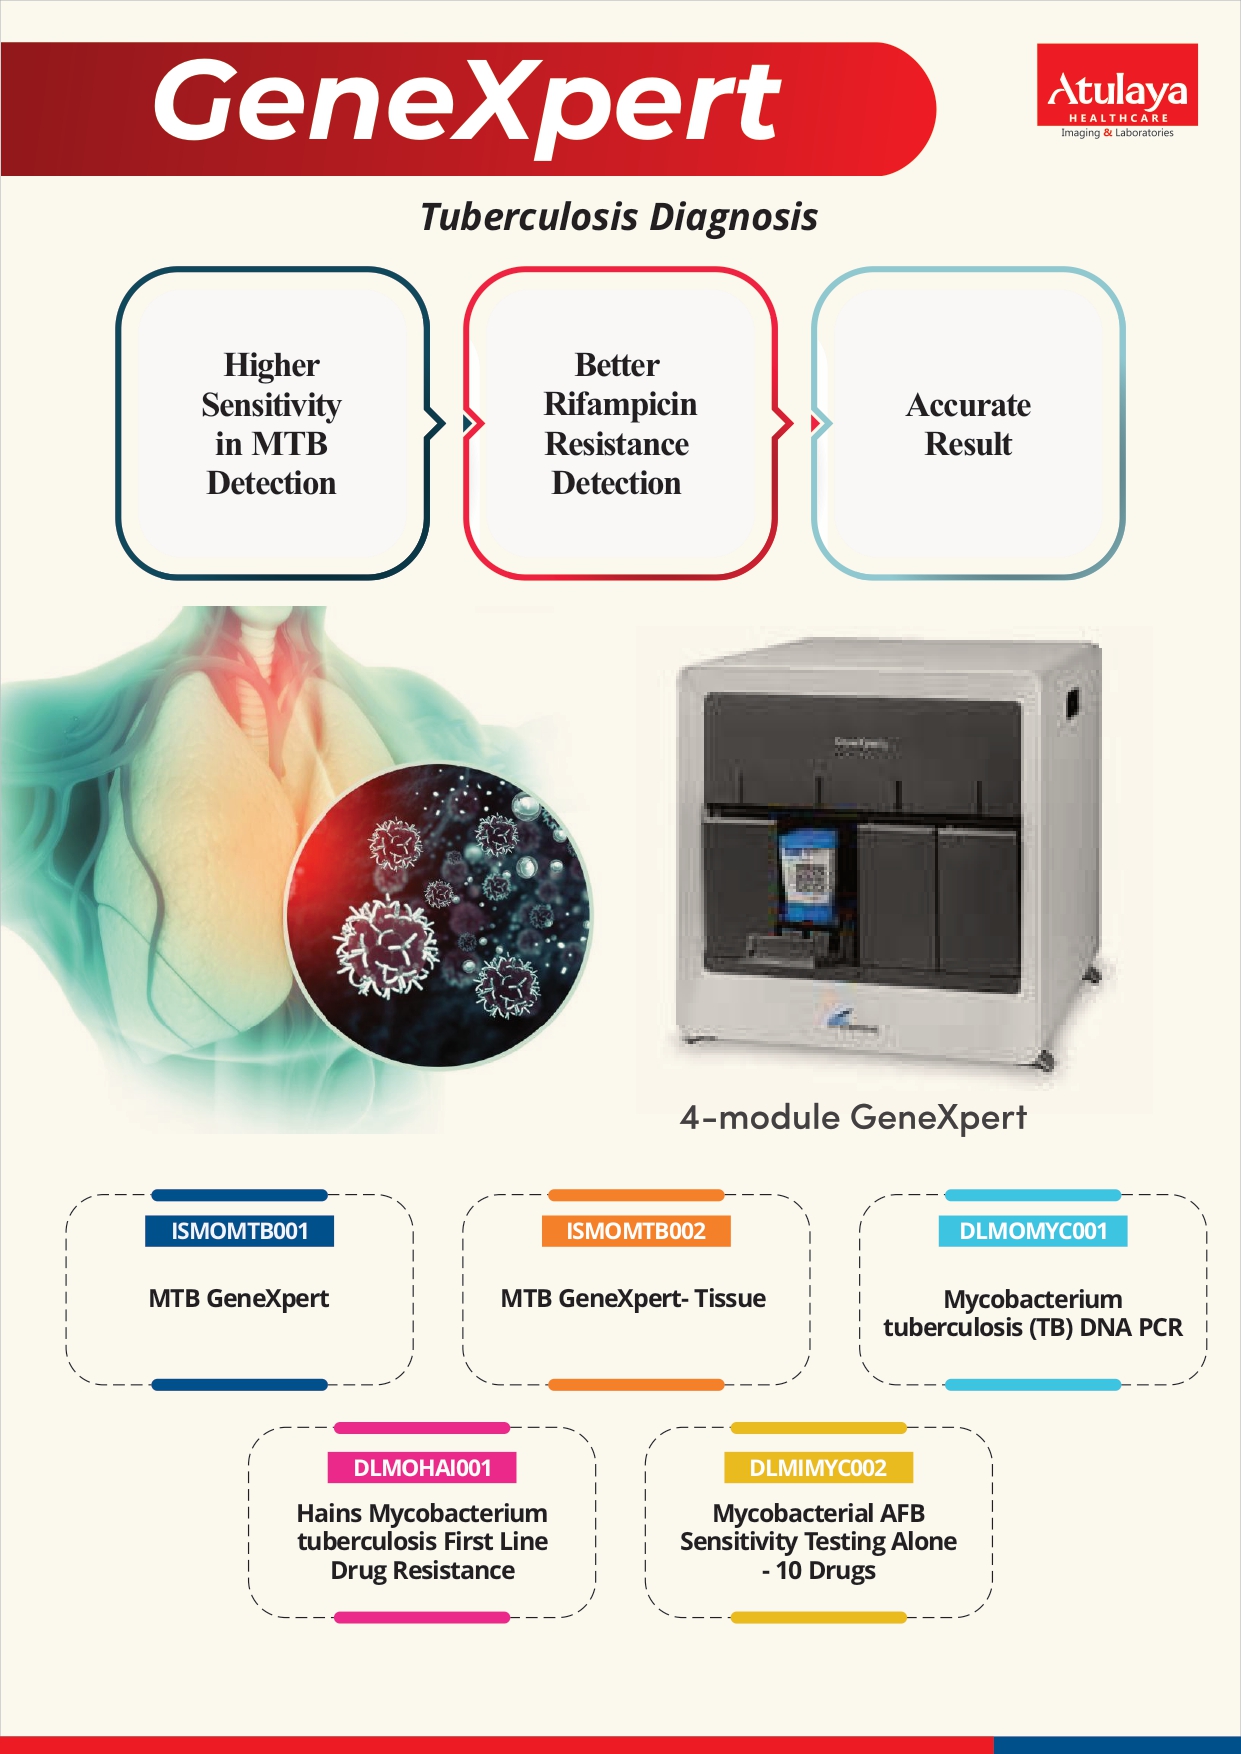 GeneXpert
Atulaya
HEALTHCARE
Imaging & Laboratories
Tuberculosis Diagnosis
Higher
Sensitivity
in MTB
Detection
Better
Rifampicin
Resistance
Detection
Accurate
Result
GeneXpert
4-module GeneXpert
ISMOMTB001
MTB GeneXpert
ISMOMTB002
MTB GeneXpert- Tissue
DLMOMYC001
Mycobacterium
tuberculosis (TB) DNA PCR
DLMOHAI001
Hains Mycobacterium
tuberculosis First Line
Drug Resistance
DLMIMYC002
Mycobacterial AFB
Sensitivity Testing Alone
- 10 Drugs